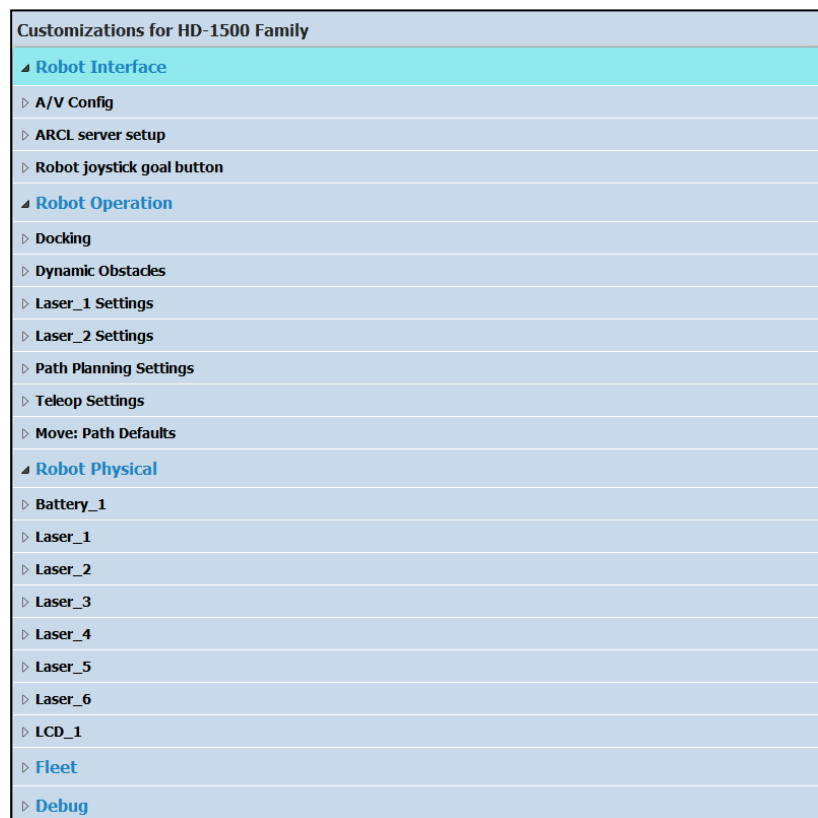 Customizations for HD-1500 Family
Robot Interface
A/V Config
ARCL server setup
Robot joystick goal button
Robot Operation
Docking
Dynamic Obstacles
Laser_1 Settings
Laser_2 Settings
Path Planning Settings
Teleop Settings
Move: Path Defaults
Robot Physical
Battery_1
Laser_1
Laser_2
Laser_3
Laser_4
Laser_5
Laser_6
LCD_1
Fleet
Debug